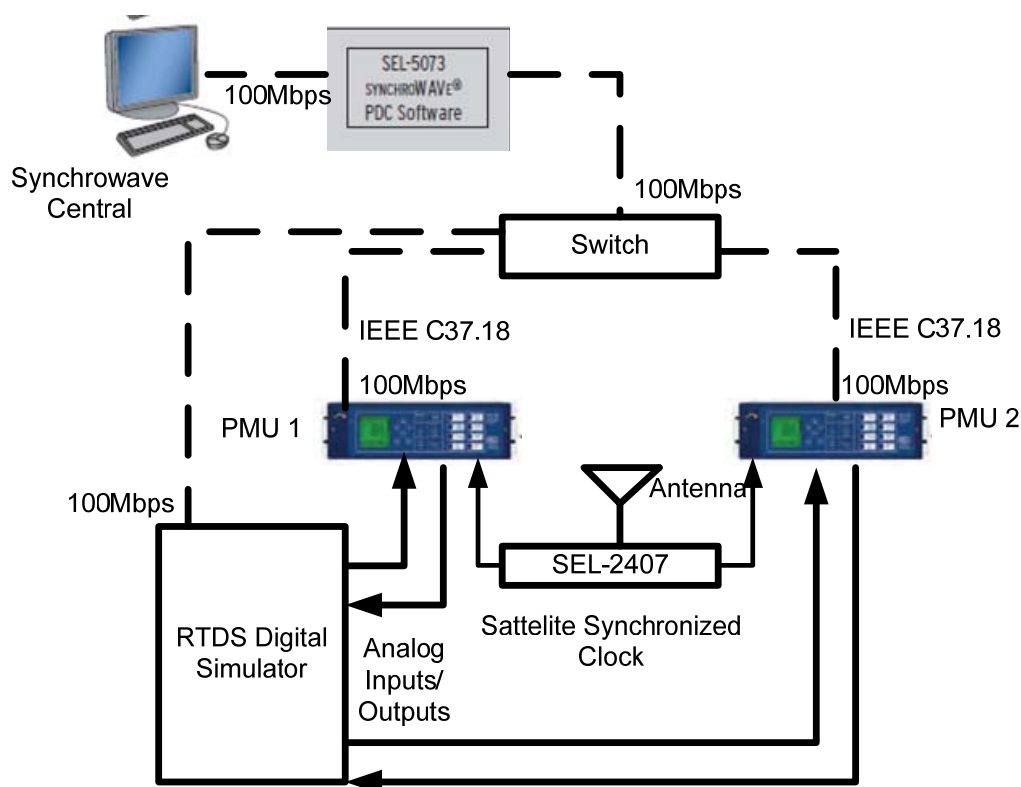 SEL-5073
SYNCHROWAVE®
PDC Software
100Mbps
Synchrowave
Central
100Mbps
Switch
IEEE C37.18
IEEE C37.18
100Mbps
100Mbps
PMU 1
PMU 2
Antenna
100Mbps
SEL-2407
RTDS Digital
Simulator
Analog
Inputs/
Outputs
Sattelite Synchronized
Clock